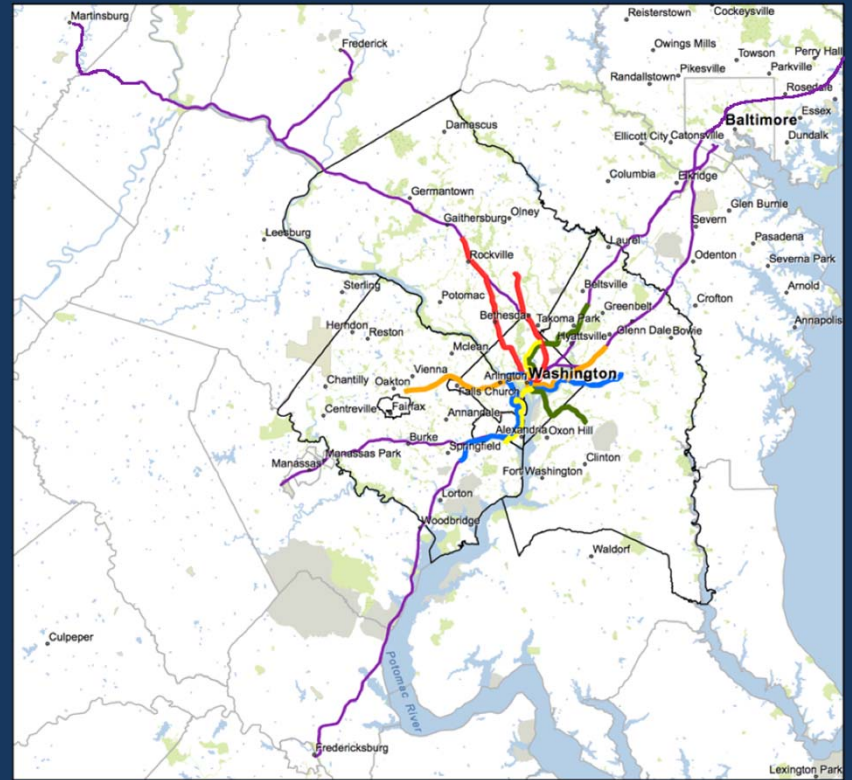 Martinsburg
Reisterstown
Cockeysville
Frederick
Owings Mills
Towson
Perry Hall
Pikesville
Parkville
Randallstown
Rosedale
Essex
Baltimore
Damascus
Ellicott City
Catonsville
Dundalk
Columbia
Elkridge
Germantown
Glen Burnie
Gaithersburg
Olney
Severn
Leesburg
Laurel
Pasadena
Rockville
Odenton
Severna Park
Sterling
Potomac
Beltsville
Arnold
Greenbelt
Crofton
Bethesda
Takoma Park
Annapolis
Herndon
Reston
Hyattsville
Glenn Dale
Bowie
Mclean
Vienna
Arlington
Washington
Chantilly
Oakton
Falls Church
Centreville
Fairfax
Annandale
Alexandria
Oxon Hill
Burke
Springfield
Manassas Park
Clinton
Manassas
Fort Washington
Lorton
Woodbridge
Waldorf
Culpeper
Potomac River
Fredericksburg
Lexington Park